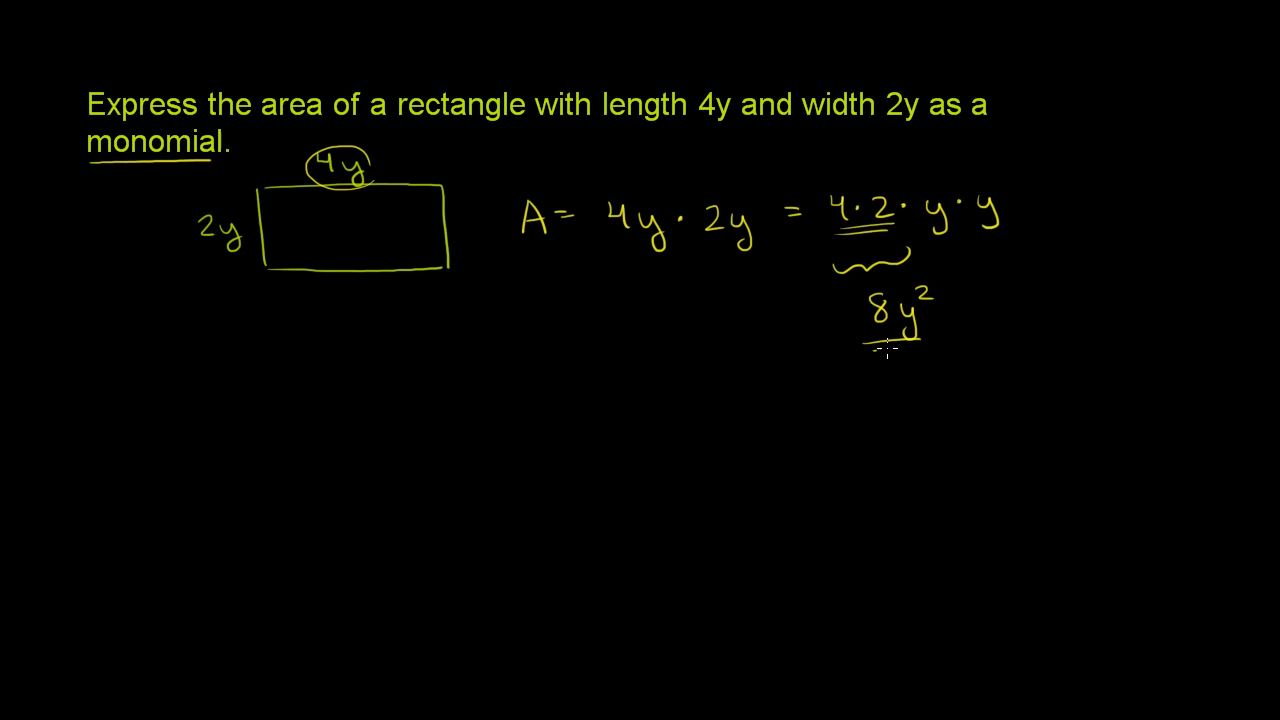 Express the area of a rectangle with length 4y and width 2y as a
monomial.
4y
2y
A = 4y · 2y = 4 · 2 · y · y
8y²